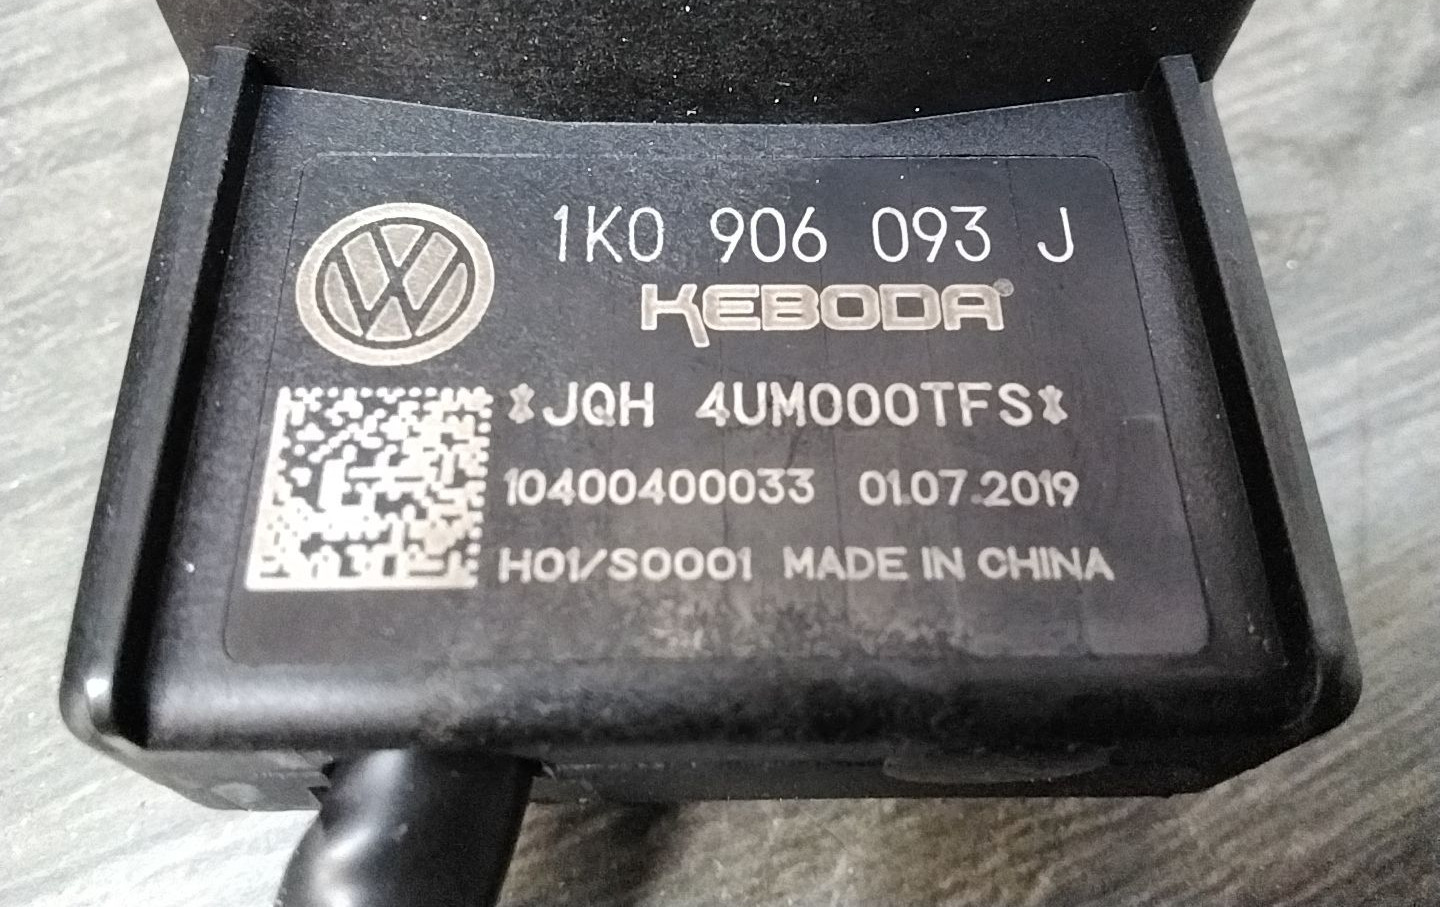 1K0 906 093 J
KEBODA®
*JQH 4UM000TFS*
10400400033 01.07.2019
H01/S0001 MADE IN CHINA